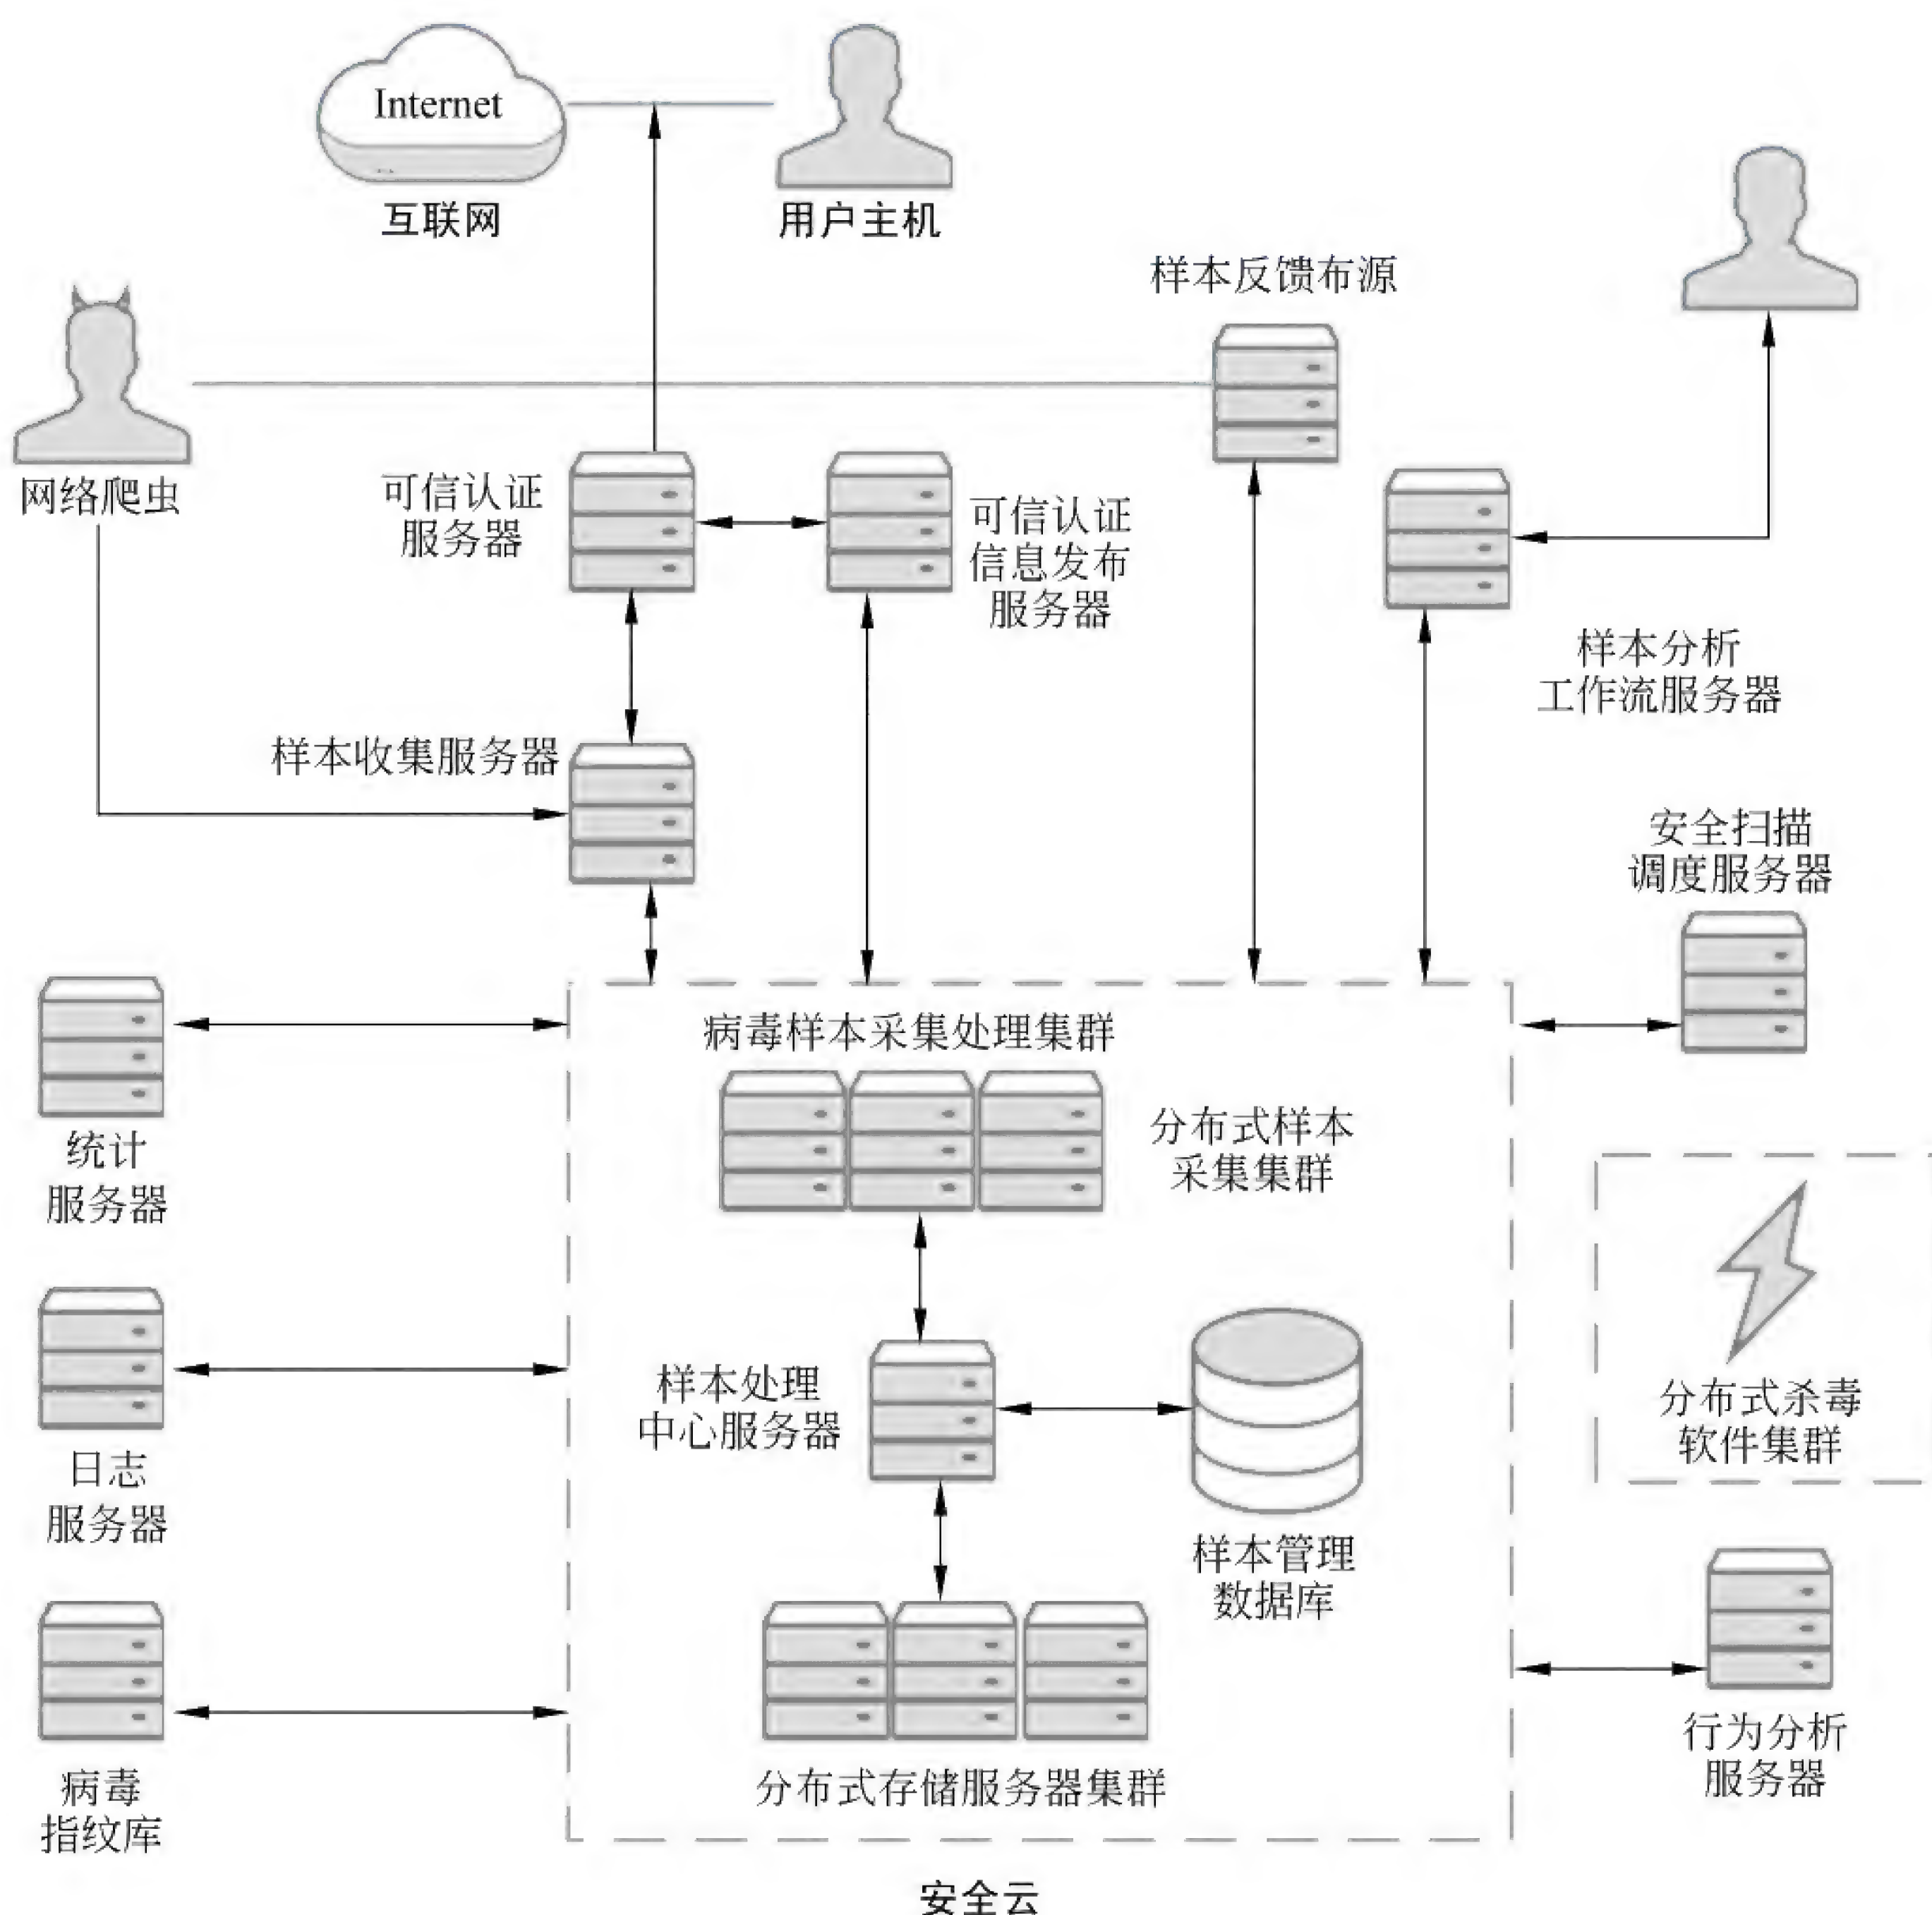 Internet
互联网
用户主机
样本反馈布源
网络爬虫
可信认证
服务器
可信认证
信息发布
服务器
样本分析
工作流服务器
样本收集服务器
安全扫描
调度服务器
病毒样本采集处理集群
分布式样本
采集集群
统计
服务器
分布式杀毒
软件集群
样本处理
中心服务器
日志
服务器
样本管理
数据库
行为分析
服务器
分布式存储服务器集群
病毒
指纹库
安全云